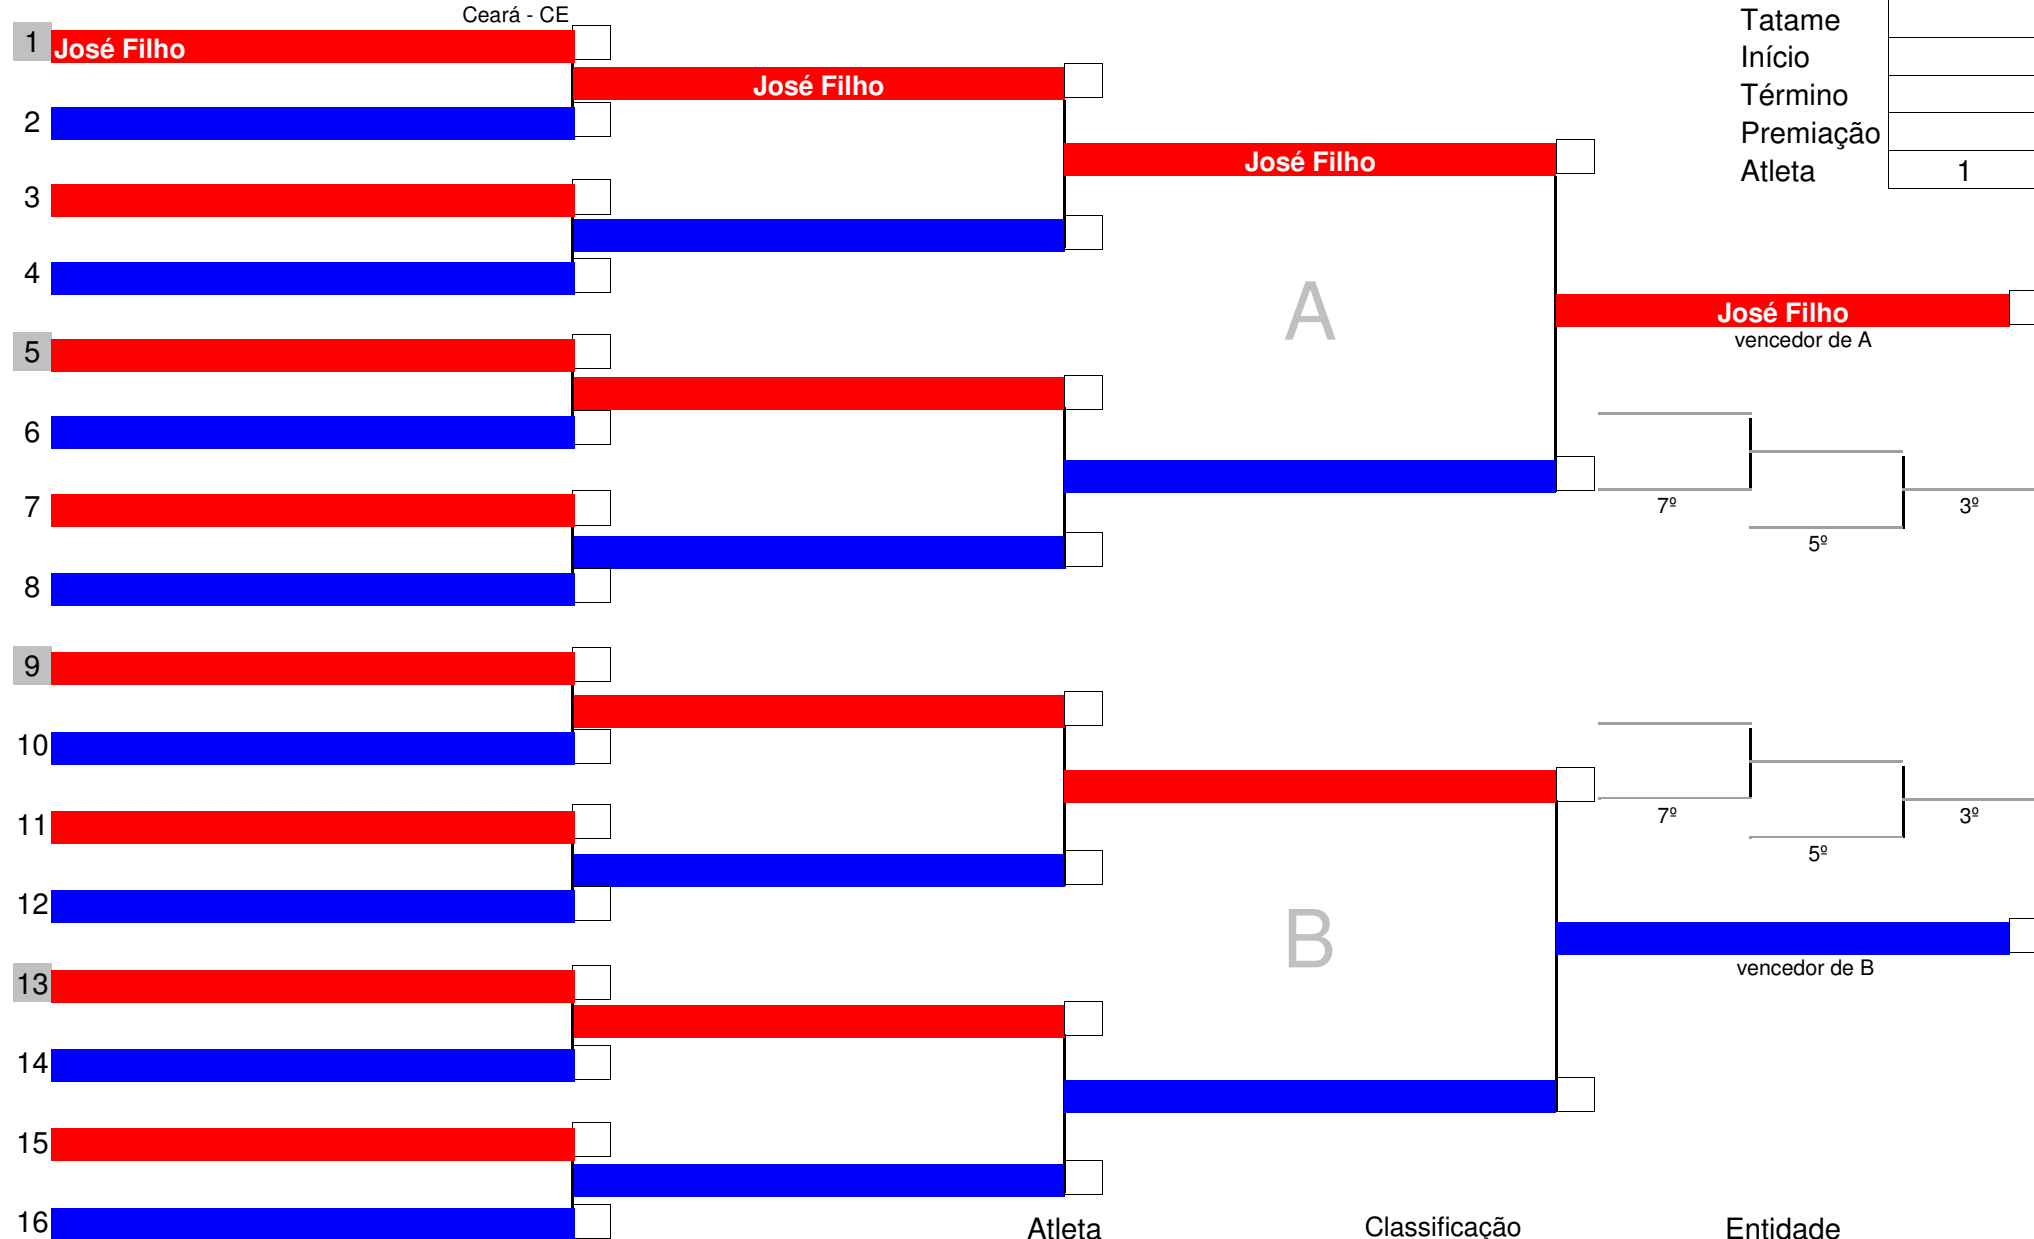 Ceará - CE
Tatame
1 José Filho
Início
José Filho
Término
2
Premiação
José Filho
Atleta 1
3
4
A
José Filho
vencedor de A
5
6
7
7º 3º
5º
8
9
10
11
7º 3º
5º
12
B
vencedor de B
13
14
15
16
Atleta Classificação Entidade